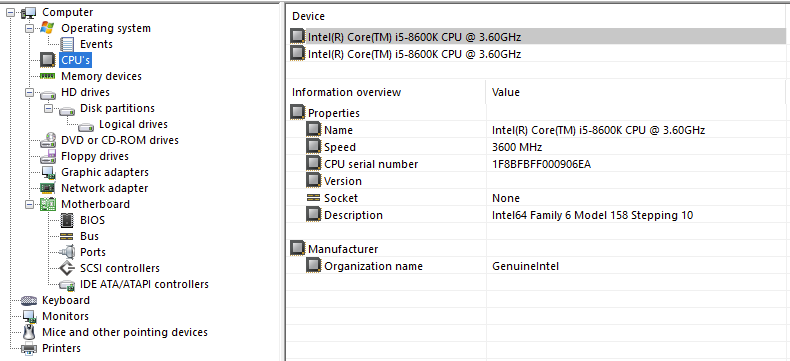 Computer
Operating system
Events
CPU's
Memory devices
HD drives
Disk partitions
Logical drives
DVD or CD-ROM drives
Floppy drives
Graphic adapters
Network adapter
Motherboard
BIOS
Bus
Ports
SCSI controllers
IDE ATA/ATAPI controllers
Keyboard
Monitors
Mice and other pointing devices
Printers
Device
Intel(R) Core(TM) i5-8600K CPU @ 3.60GHz
Intel(R) Core(TM) i5-8600K CPU @ 3.60GHz
Information overview Value
Properties
Name Intel(R) Core(TM) i5-8600K CPU @ 3.60GHz
Speed 3600 MHz
CPU serial number 1F8BFBFF000906EA
Version
Socket None
Description Intel64 Family 6 Model 158 Stepping 10
Manufacturer
Organization name GenuineIntel